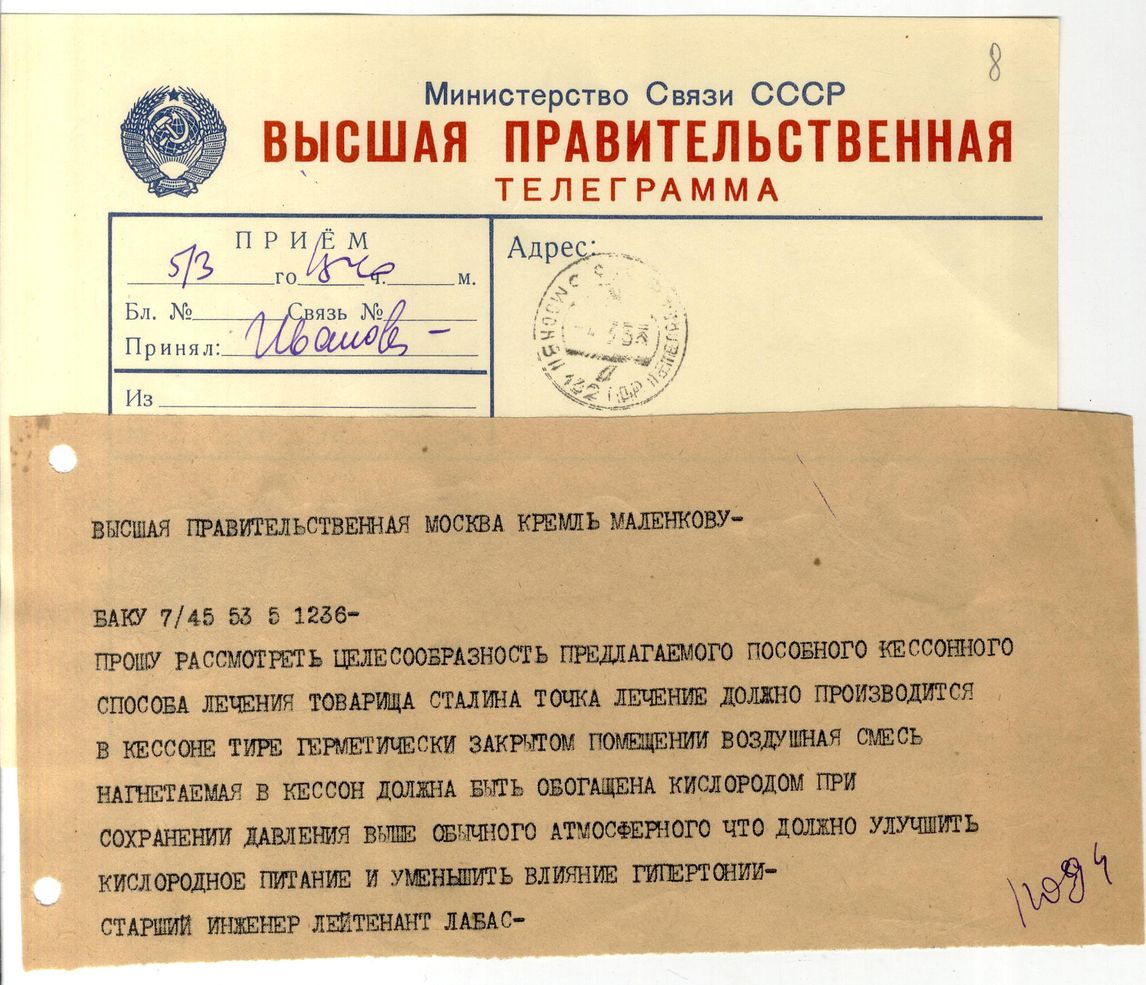 8
Министерство Связи СССР
ВЫСШАЯ ПРАВИТЕЛЬСТВЕННАЯ
ТЕЛЕГРАММА
ПРИЁМ
5/3 го ч. м.
Бл. № Связь №
Принял: Иванова
Из
Адрес:
ВЫСШАЯ ПРАВИТЕЛЬСТВЕННАЯ МОСКВА КРЕМЛЬ МАЛЕНКОВУ-
БАКУ 7/45 53 5 1236-
ПРОШУ РАССМОТРЕТЬ ЦЕЛЕСООБРАЗНОСТЬ ПРЕДЛАГАЕМОГО ПОСОБНОГО КЕССОННОГО
СПОСОБА ЛЕЧЕНИЯ ТОВАРИЩА СТАЛИНА ТОЧКА ЛЕЧЕНИЕ ДОЛЖНО ПРОИЗВОДИТСЯ
В КЕССОНЕ ТИРЕ ГЕРМЕТИЧЕСКИ ЗАКРЫТОМ ПОМЕЩЕНИИ ВОЗДУШНАЯ СМЕСЬ
НАГНЕТАЕМАЯ В КЕССОН ДОЛЖНА БЫТЬ ОБОГАЩЕНА КИСЛОРОДОМ ПРИ
СОХРАНЕНИИ ДАВЛЕНИЯ ВЫШЕ ОБЫЧНОГО АТМОСФЕРНОГО ЧТО ДОЛЖНО УЛУЧШИТЬ
КИСЛОРОДНОЕ ПИТАНИЕ И УМЕНЬШИТЬ ВЛИЯНИЕ ГИПЕРТОНИИ-
СТАРШИЙ ИНЖЕНЕР ЛЕЙТЕНАНТ ЛАБАС-